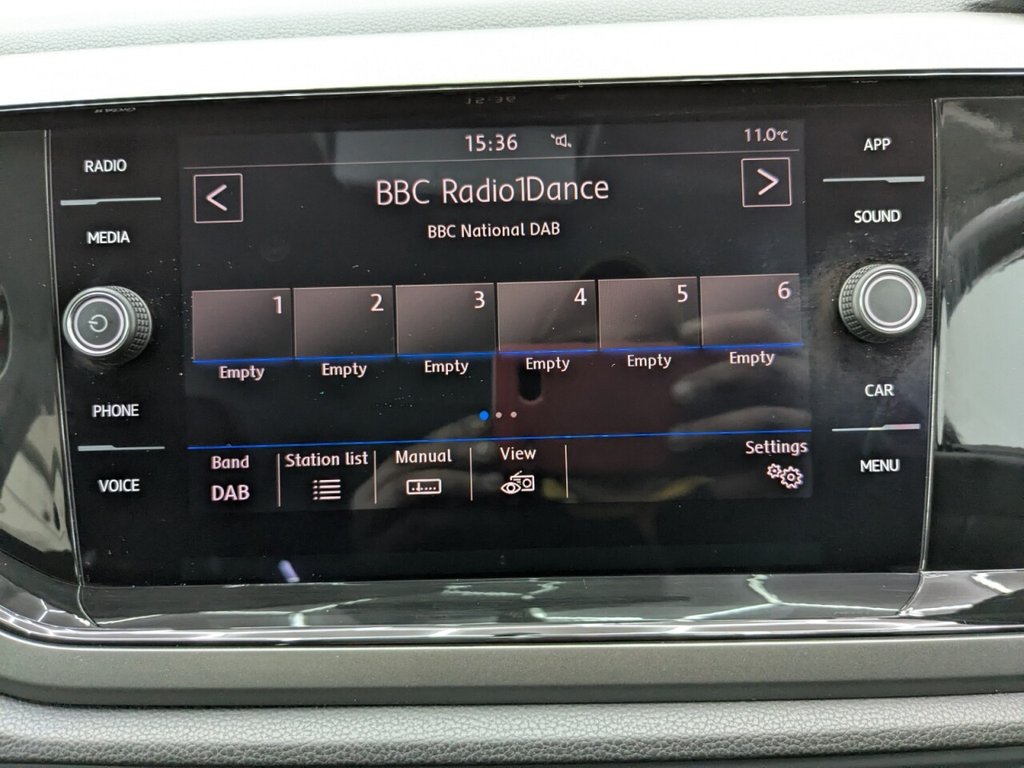 15:36
11.0°C
RADIO
MEDIA
PHONE
VOICE
<
BBC Radio1Dance
>
BBC National DAB
1 2 3 4 5 6
Empty Empty Empty Empty Empty Empty
Band
DAB
Station list
Manual
View
Settings
APP
SOUND
CAR
MENU